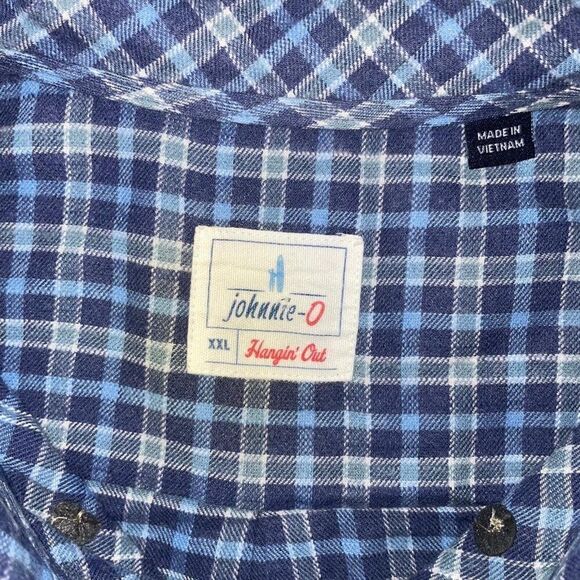 MADE IN
VIETNAM
johnnie-O
XXL Hangin' Out